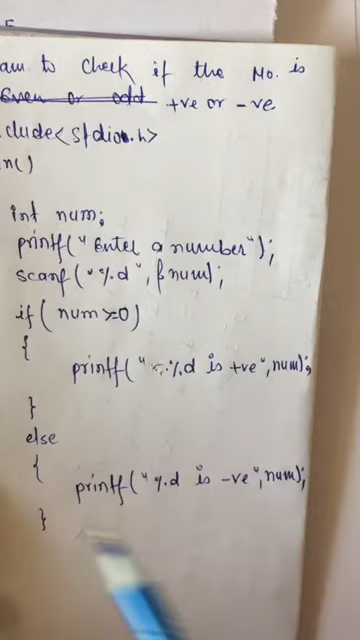 am to check if the No. is
Even or odd +ve or -ve
clude<stdio.h>
n()
int num;
printf("Enter a number");
scanf("%d", &num);
if( num>=0)
{
printf("%d is +ve",num);
}
else
{
printf("%d is -ve",num);
}